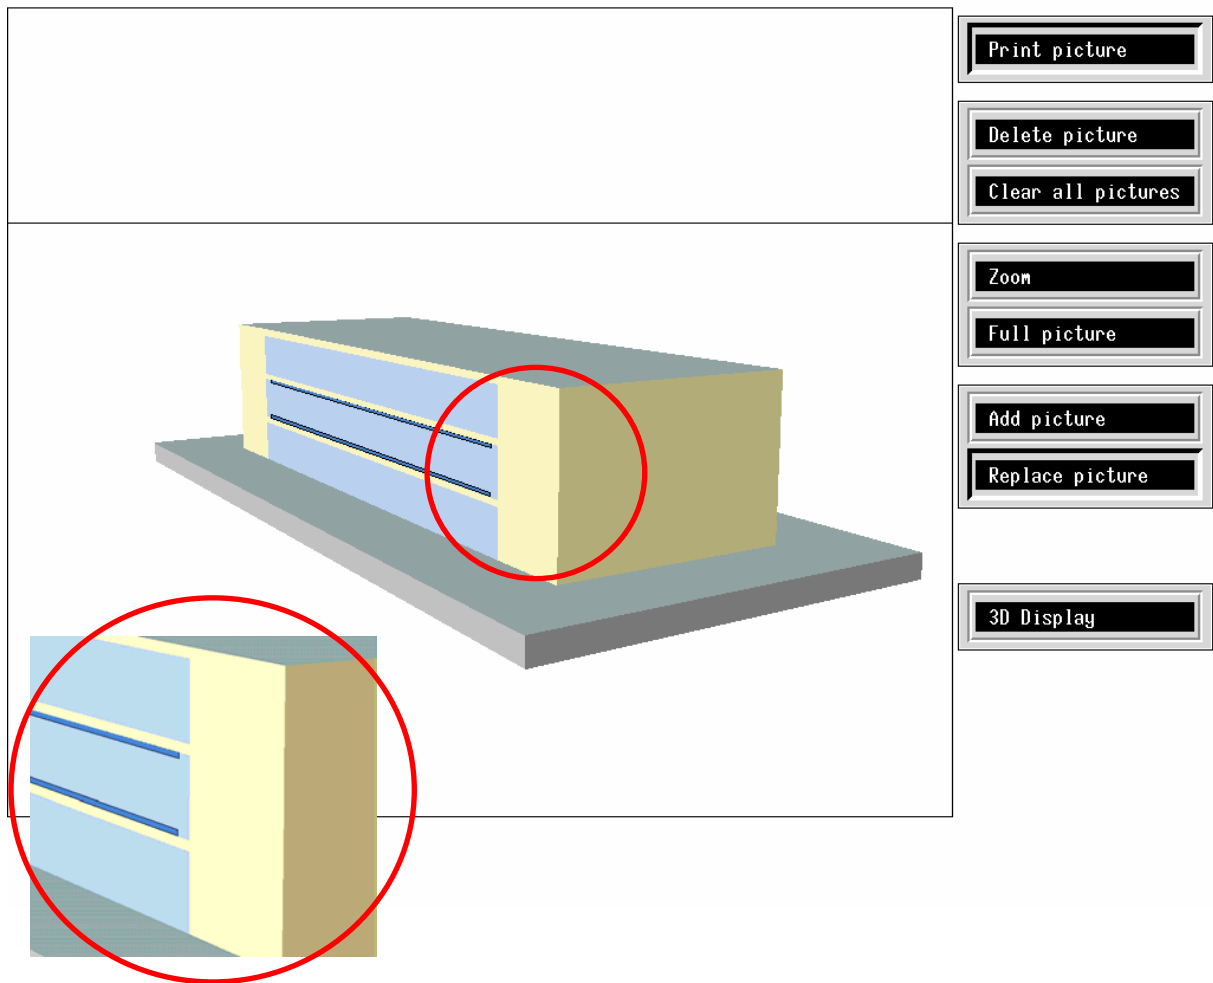 Print picture
Delete picture
Clear all pictures
Zoom
Full picture
Add picture
Replace picture
3D Display